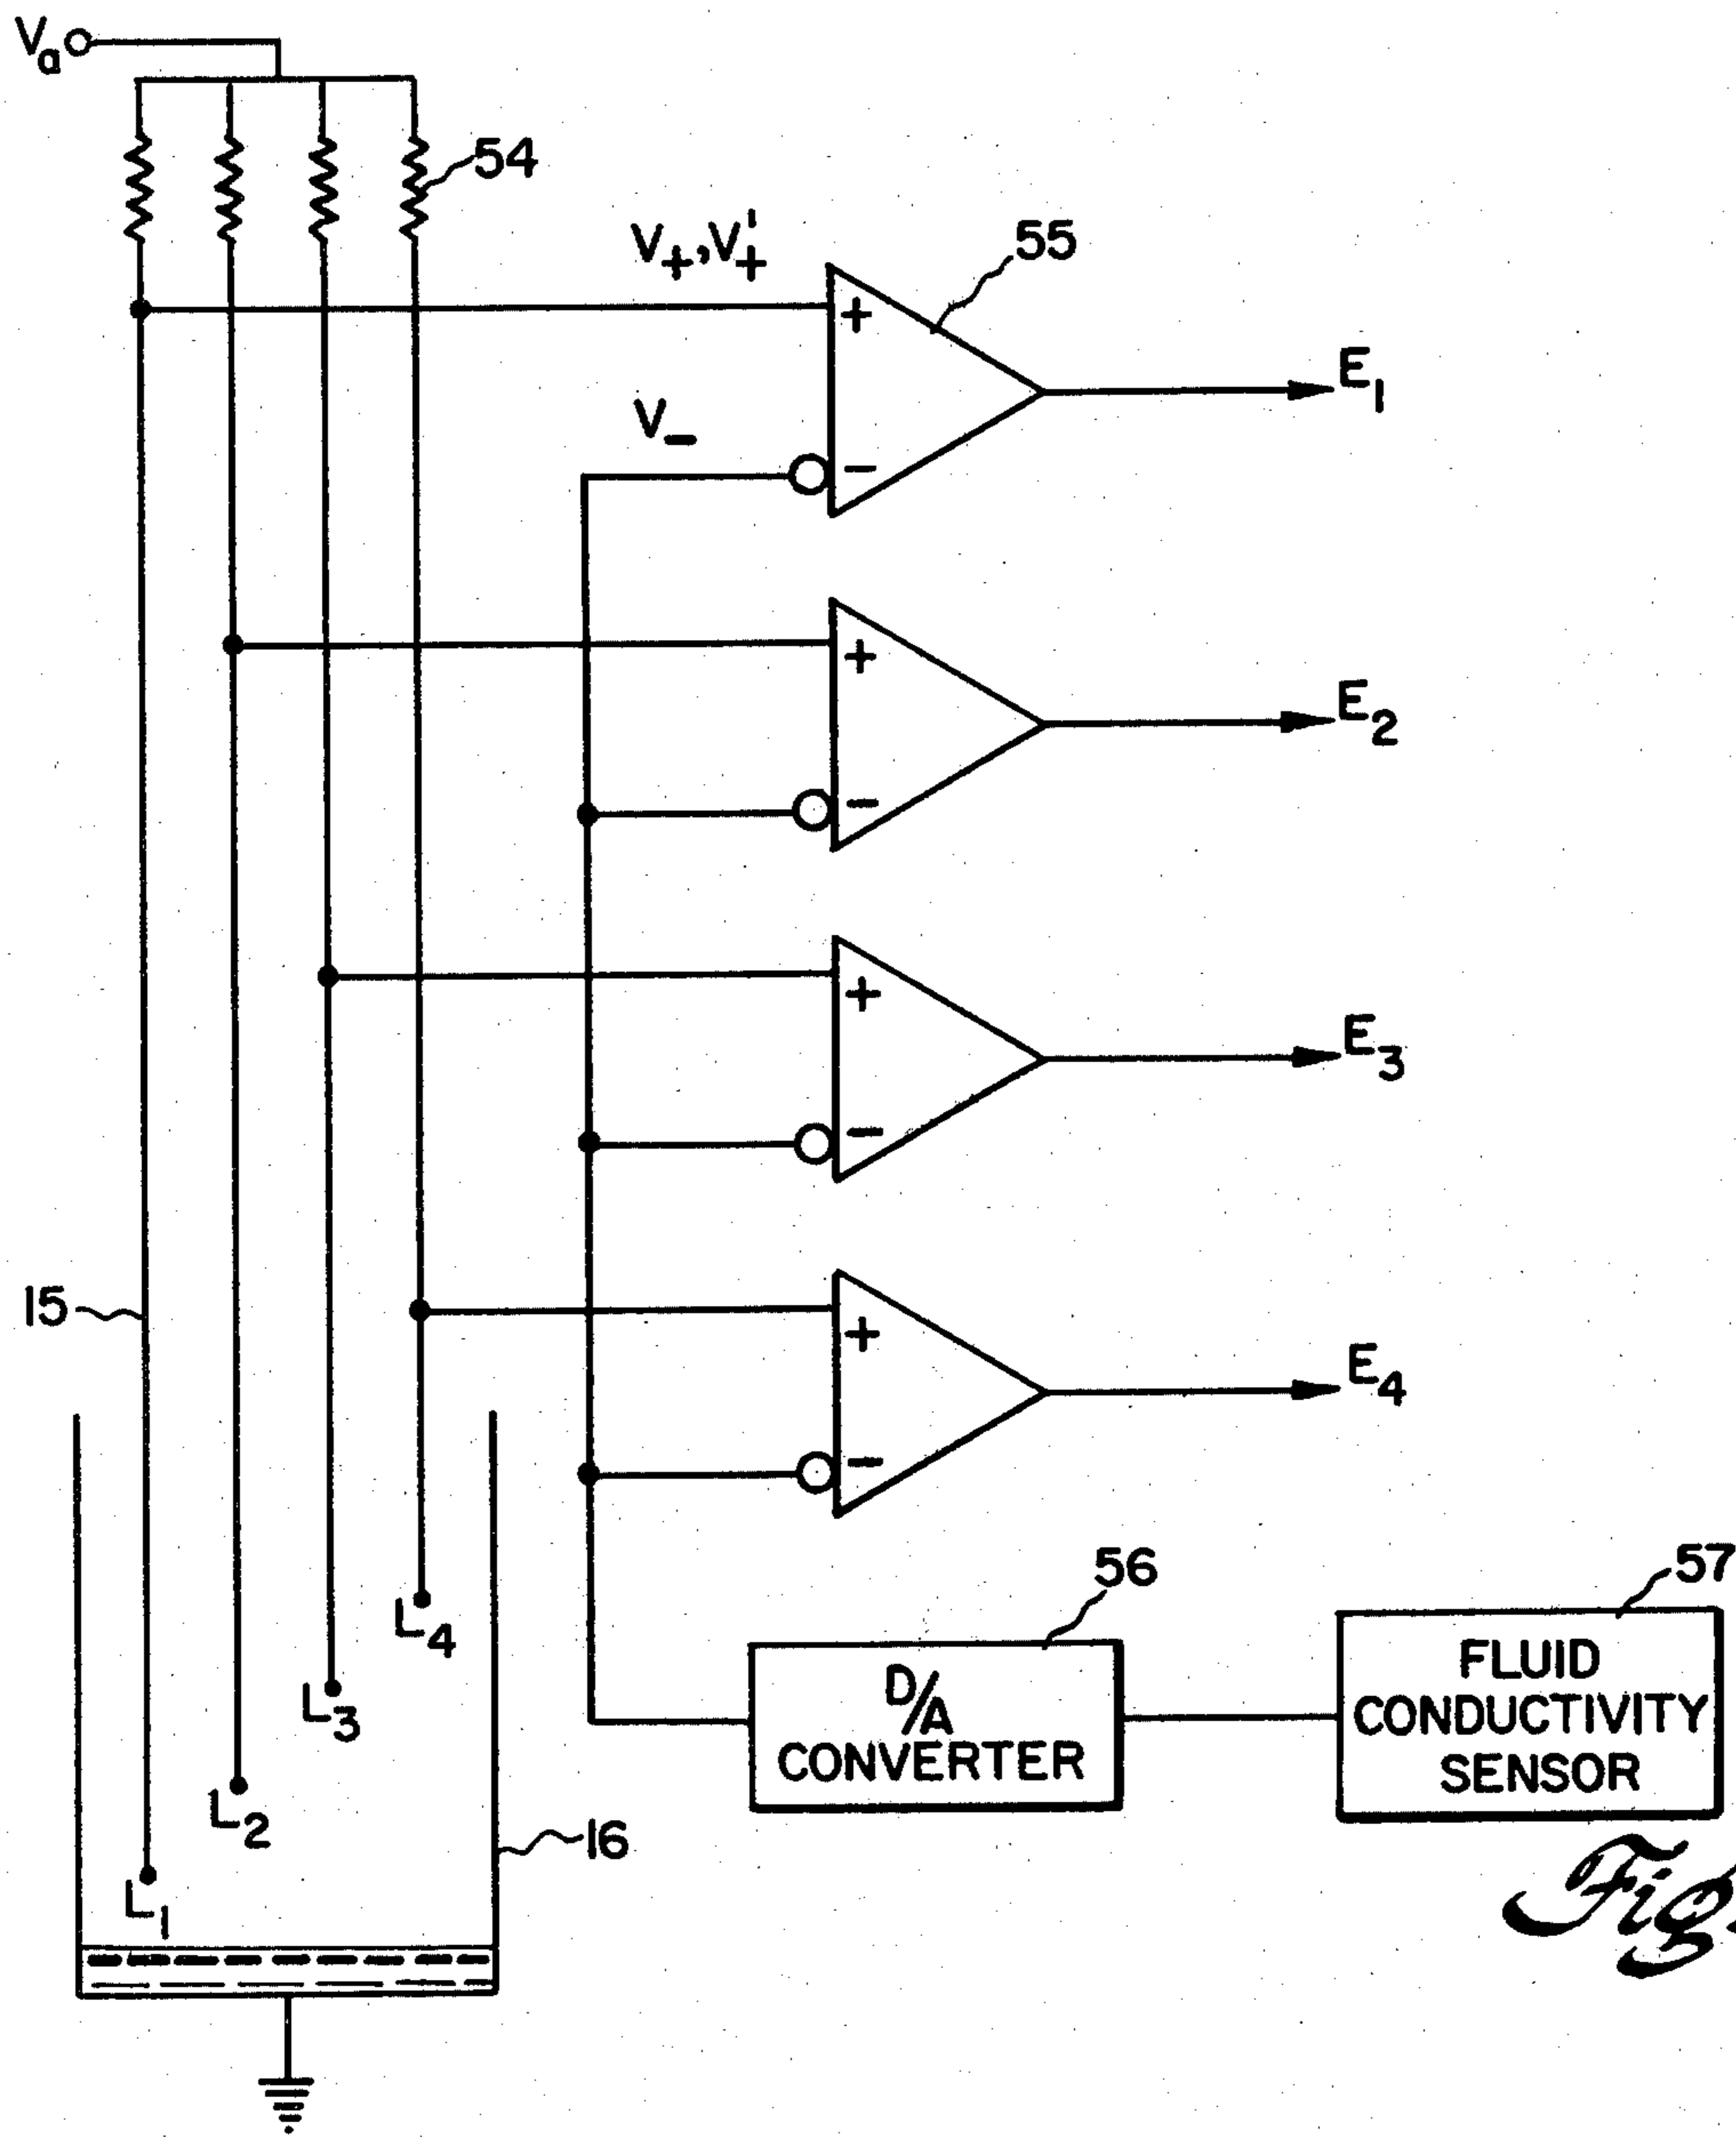 Va
54
V+, V'+
55
+
E1
V−
−
+
E2
−
+
E3
−
15
+
E4
−
56
57
L4
D/A
CONVERTER
FLUID
CONDUCTIVITY
SENSOR
L3
L2
16
L1
Fig.